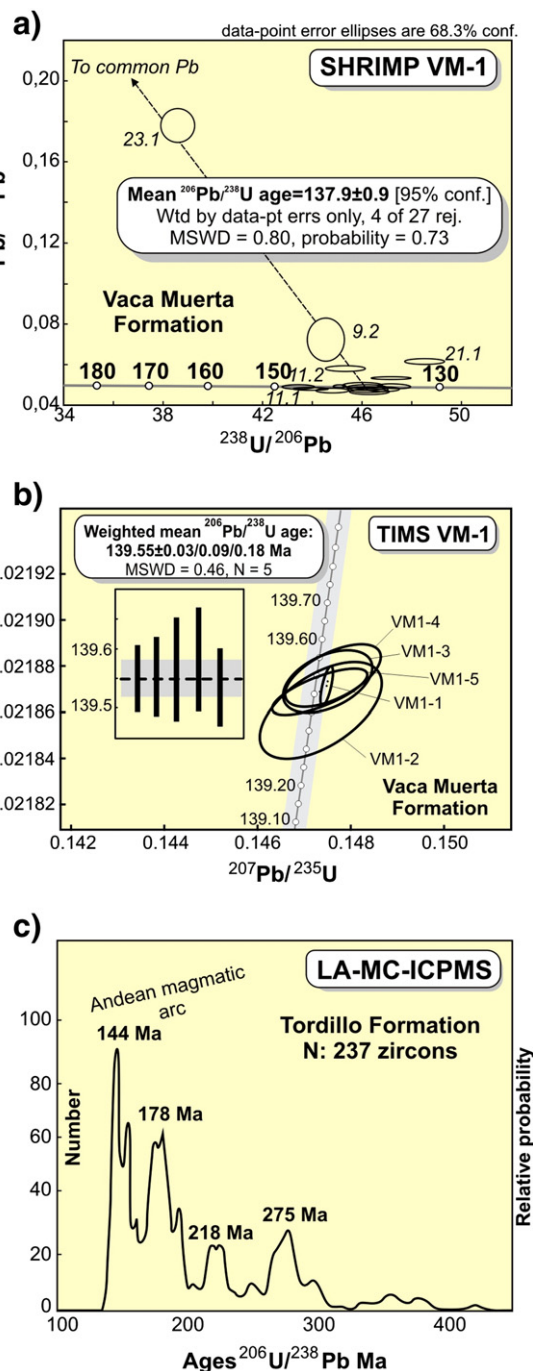 a)
data-point error ellipses are 68.3% conf.
0,20
To common Pb
SHRIMP VM-1
23.1
0,16
Mean ²⁰⁶Pb/²³⁸U age=137.9±0.9 [95% conf.]
Wtd by data-pt errs only, 4 of 27 rej.
MSWD = 0.80, probability = 0.73
0,12
Vaca Muerta
Formation
0,08
9.2
21.1
11.2
180
170
160
150
130
11.1
0,04
34
38
42
46
50
²³⁸U/²⁰⁶Pb
b)
Weighted mean ²⁰⁶Pb/²³⁸U age:
139.55±0.03/0.09/0.18 Ma
MSWD = 0.46, N = 5
TIMS VM-1
.02192
139.70
.02190
139.60
139.6
139.5
VM1-4
VM1-3
VM1-5
VM1-1
VM1-2
.02188
.02186
.02184
139.20
Vaca Muerta
Formation
.02182
139.10
0.142
0.144
0.146
0.148
0.150
²⁰⁷Pb/²³⁵U
c)
LA-MC-ICPMS
Andean magmatic
arc
Tordillo Formation
N: 237 zircons
100
144 Ma
80
178 Ma
60
40
218 Ma
275 Ma
20
0
Number
Relative probability
100
200
300
400
Ages ²⁰⁶U/²³⁸Pb Ma